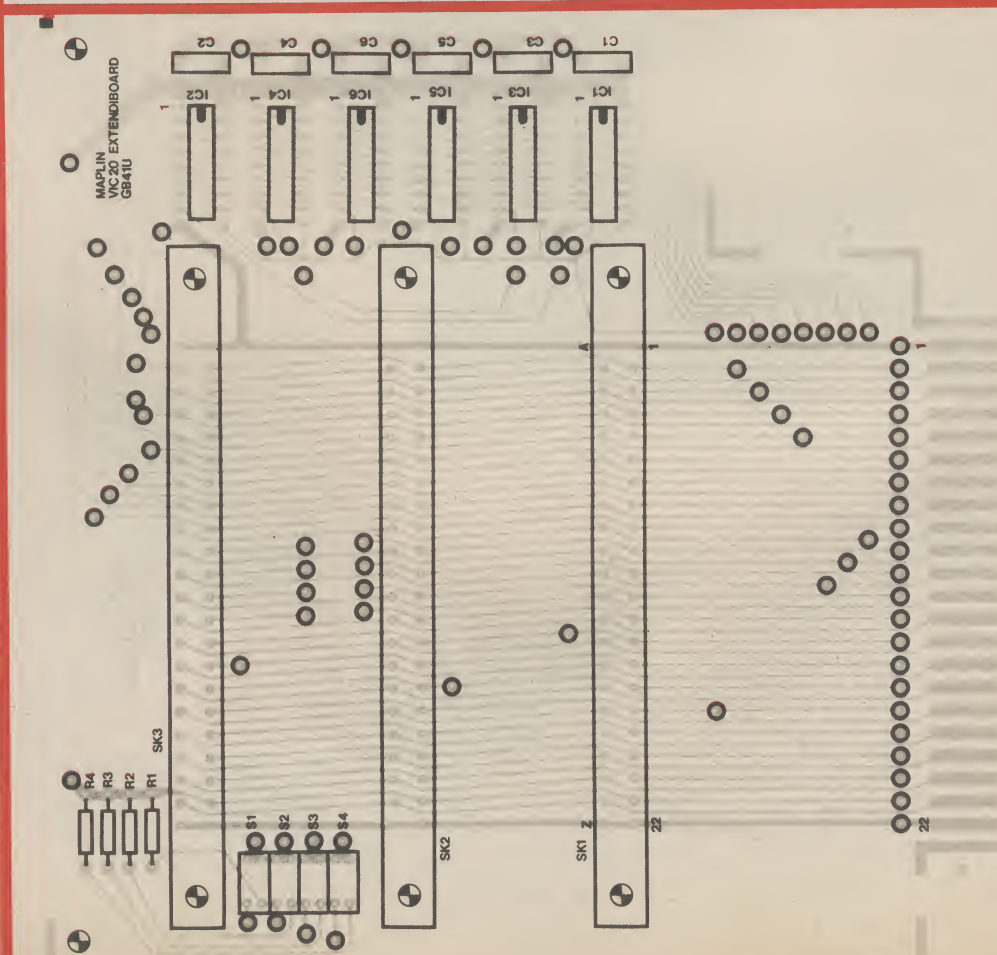 C2
C4
C6
C5
C3
C1
1
IC2
1
IC4
1
IC6
1
IC5
1
IC3
1
IC1
MAPLIN
VIC20 EXTENDIBOARD
GB41U
A
1
1
SK3
R4
R3
R2
R1
S1
S2
S3
S4
SK2
Z
22
SK1
22